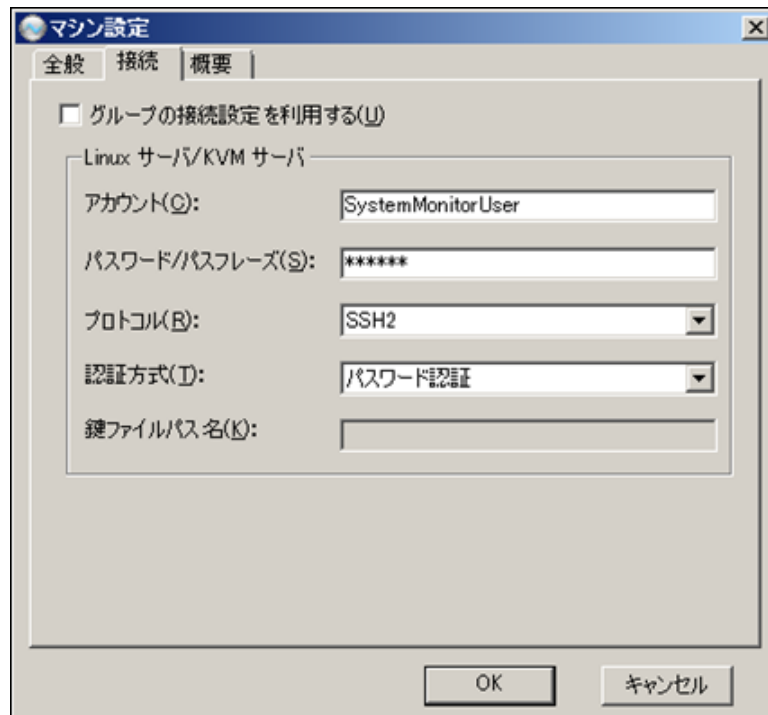 マシン設定
全般 接続 概要
グループの接続設定を利用する(U)
Linux サーバ/KVM サーバ
アカウント(C): SystemMonitorUser
パスワード/パスフレーズ(S): ******
プロトコル(R): SSH2
認証方式(T): パスワード認証
鍵ファイルパス名(K):
OK キャンセル